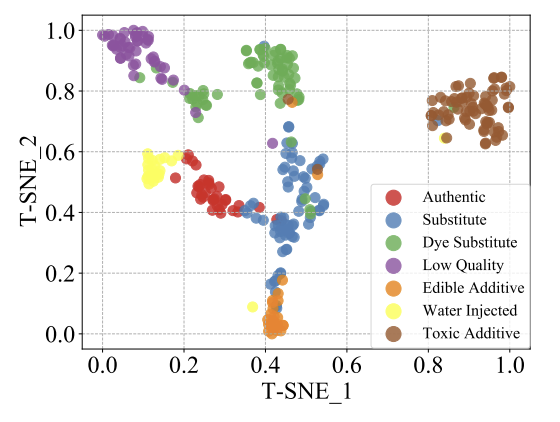 1.0
0.8
0.6
0.4
0.2
0.0
T-SNE_2
Authentic
Substitute
Dye Substitute
Low Quality
Edible Additive
Water Injected
Toxic Additive
0.0 0.2 0.4 0.6 0.8 1.0
T-SNE_1